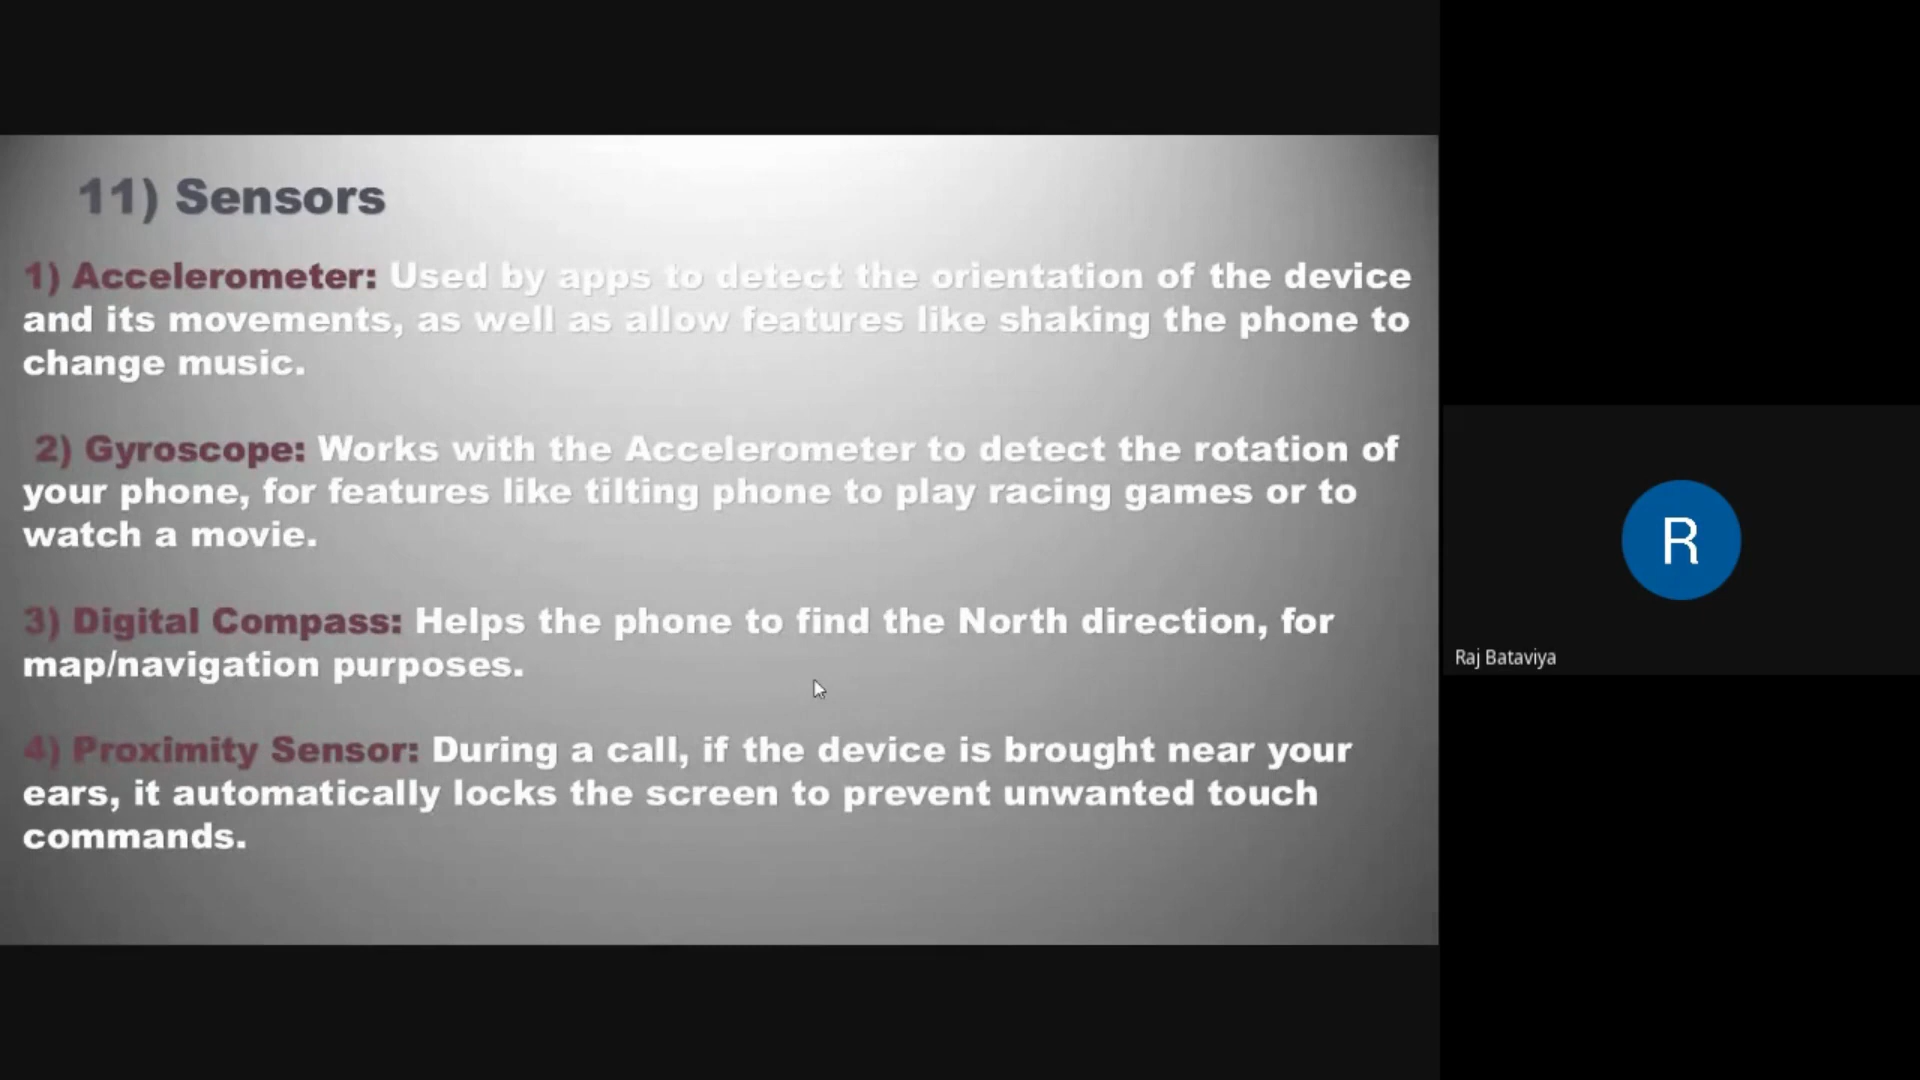 11) Sensors
1) Accelerometer: Used by apps to detect the orientation of the device
and its movements, as well as allow features like shaking the phone to
change music.
2) Gyroscope: Works with the Accelerometer to detect the rotation of
your phone, for features like tilting phone to play racing games or to
watch a movie.
3) Digital Compass: Helps the phone to find the North direction, for
map/navigation purposes.
4) Proximity Sensor: During a call, if the device is brought near your
ears, it automatically locks the screen to prevent unwanted touch
commands.
R
Raj Bataviya